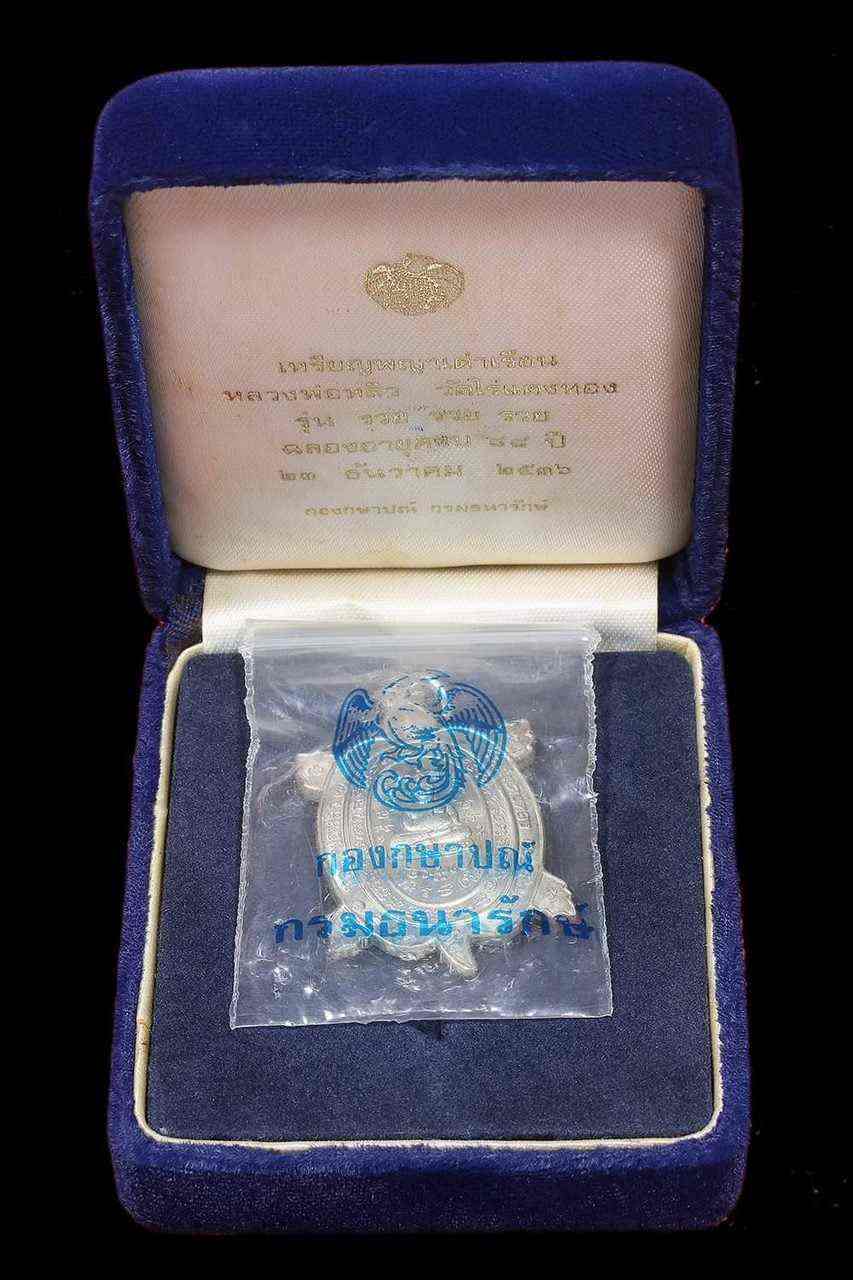 เหรียญพญาเต่าเรือน
หลวงพ่อหลิว วัดไร่แตงทอง
รุ่น รวย รวย รวย
ฉลองอายุครบ ๘๘ ปี
๒๓ ธันวาคม ๒๕๓๖
กองกษาปณ์ กรมธนารักษ์
กองกษาปณ์
กรมธนารักษ์